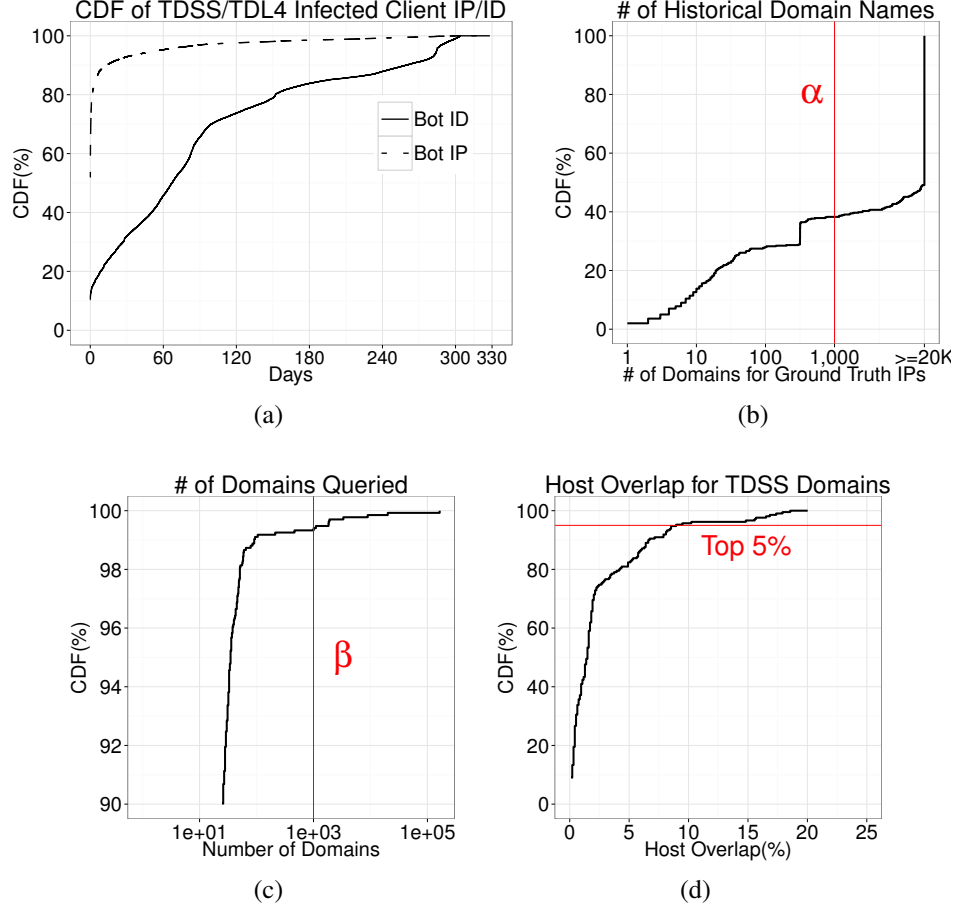 CDF of TDSS/TDL4 Infected Client IP/ID
100
80
60
40
20
0
CDF(%)
Bot ID
Bot IP
0 60 120 180 240 300 330
Days
(a)
# of Historical Domain Names
100
80
60
40
20
0
CDF(%)
α
1 10 100 1,000 >=20K
# of Domains for Ground Truth IPs
(b)
# of Domains Queried
100
98
96
94
92
90
CDF(%)
β
1e+01 1e+03 1e+05
Number of Domains
(c)
Host Overlap for TDSS Domains
100
80
60
40
20
0
CDF(%)
Top 5%
0 5 10 15 20 25
Host Overlap(%)
(d)